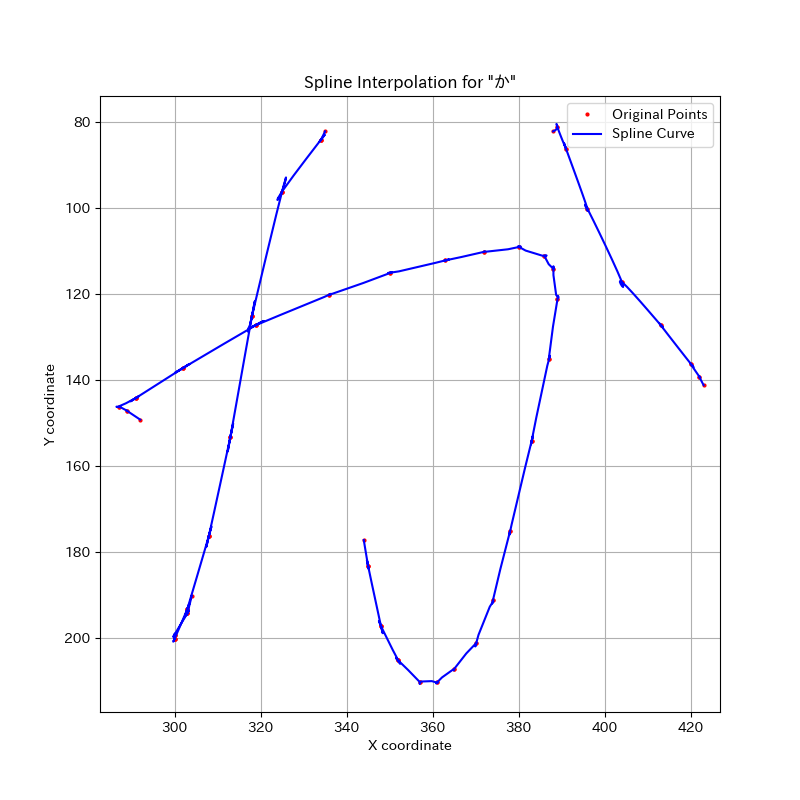 Spline Interpolation for "か"
Original Points
Spline Curve
80
100
120
140
160
180
200
Y coordinate
300
320
340
360
380
400
420
X coordinate
か